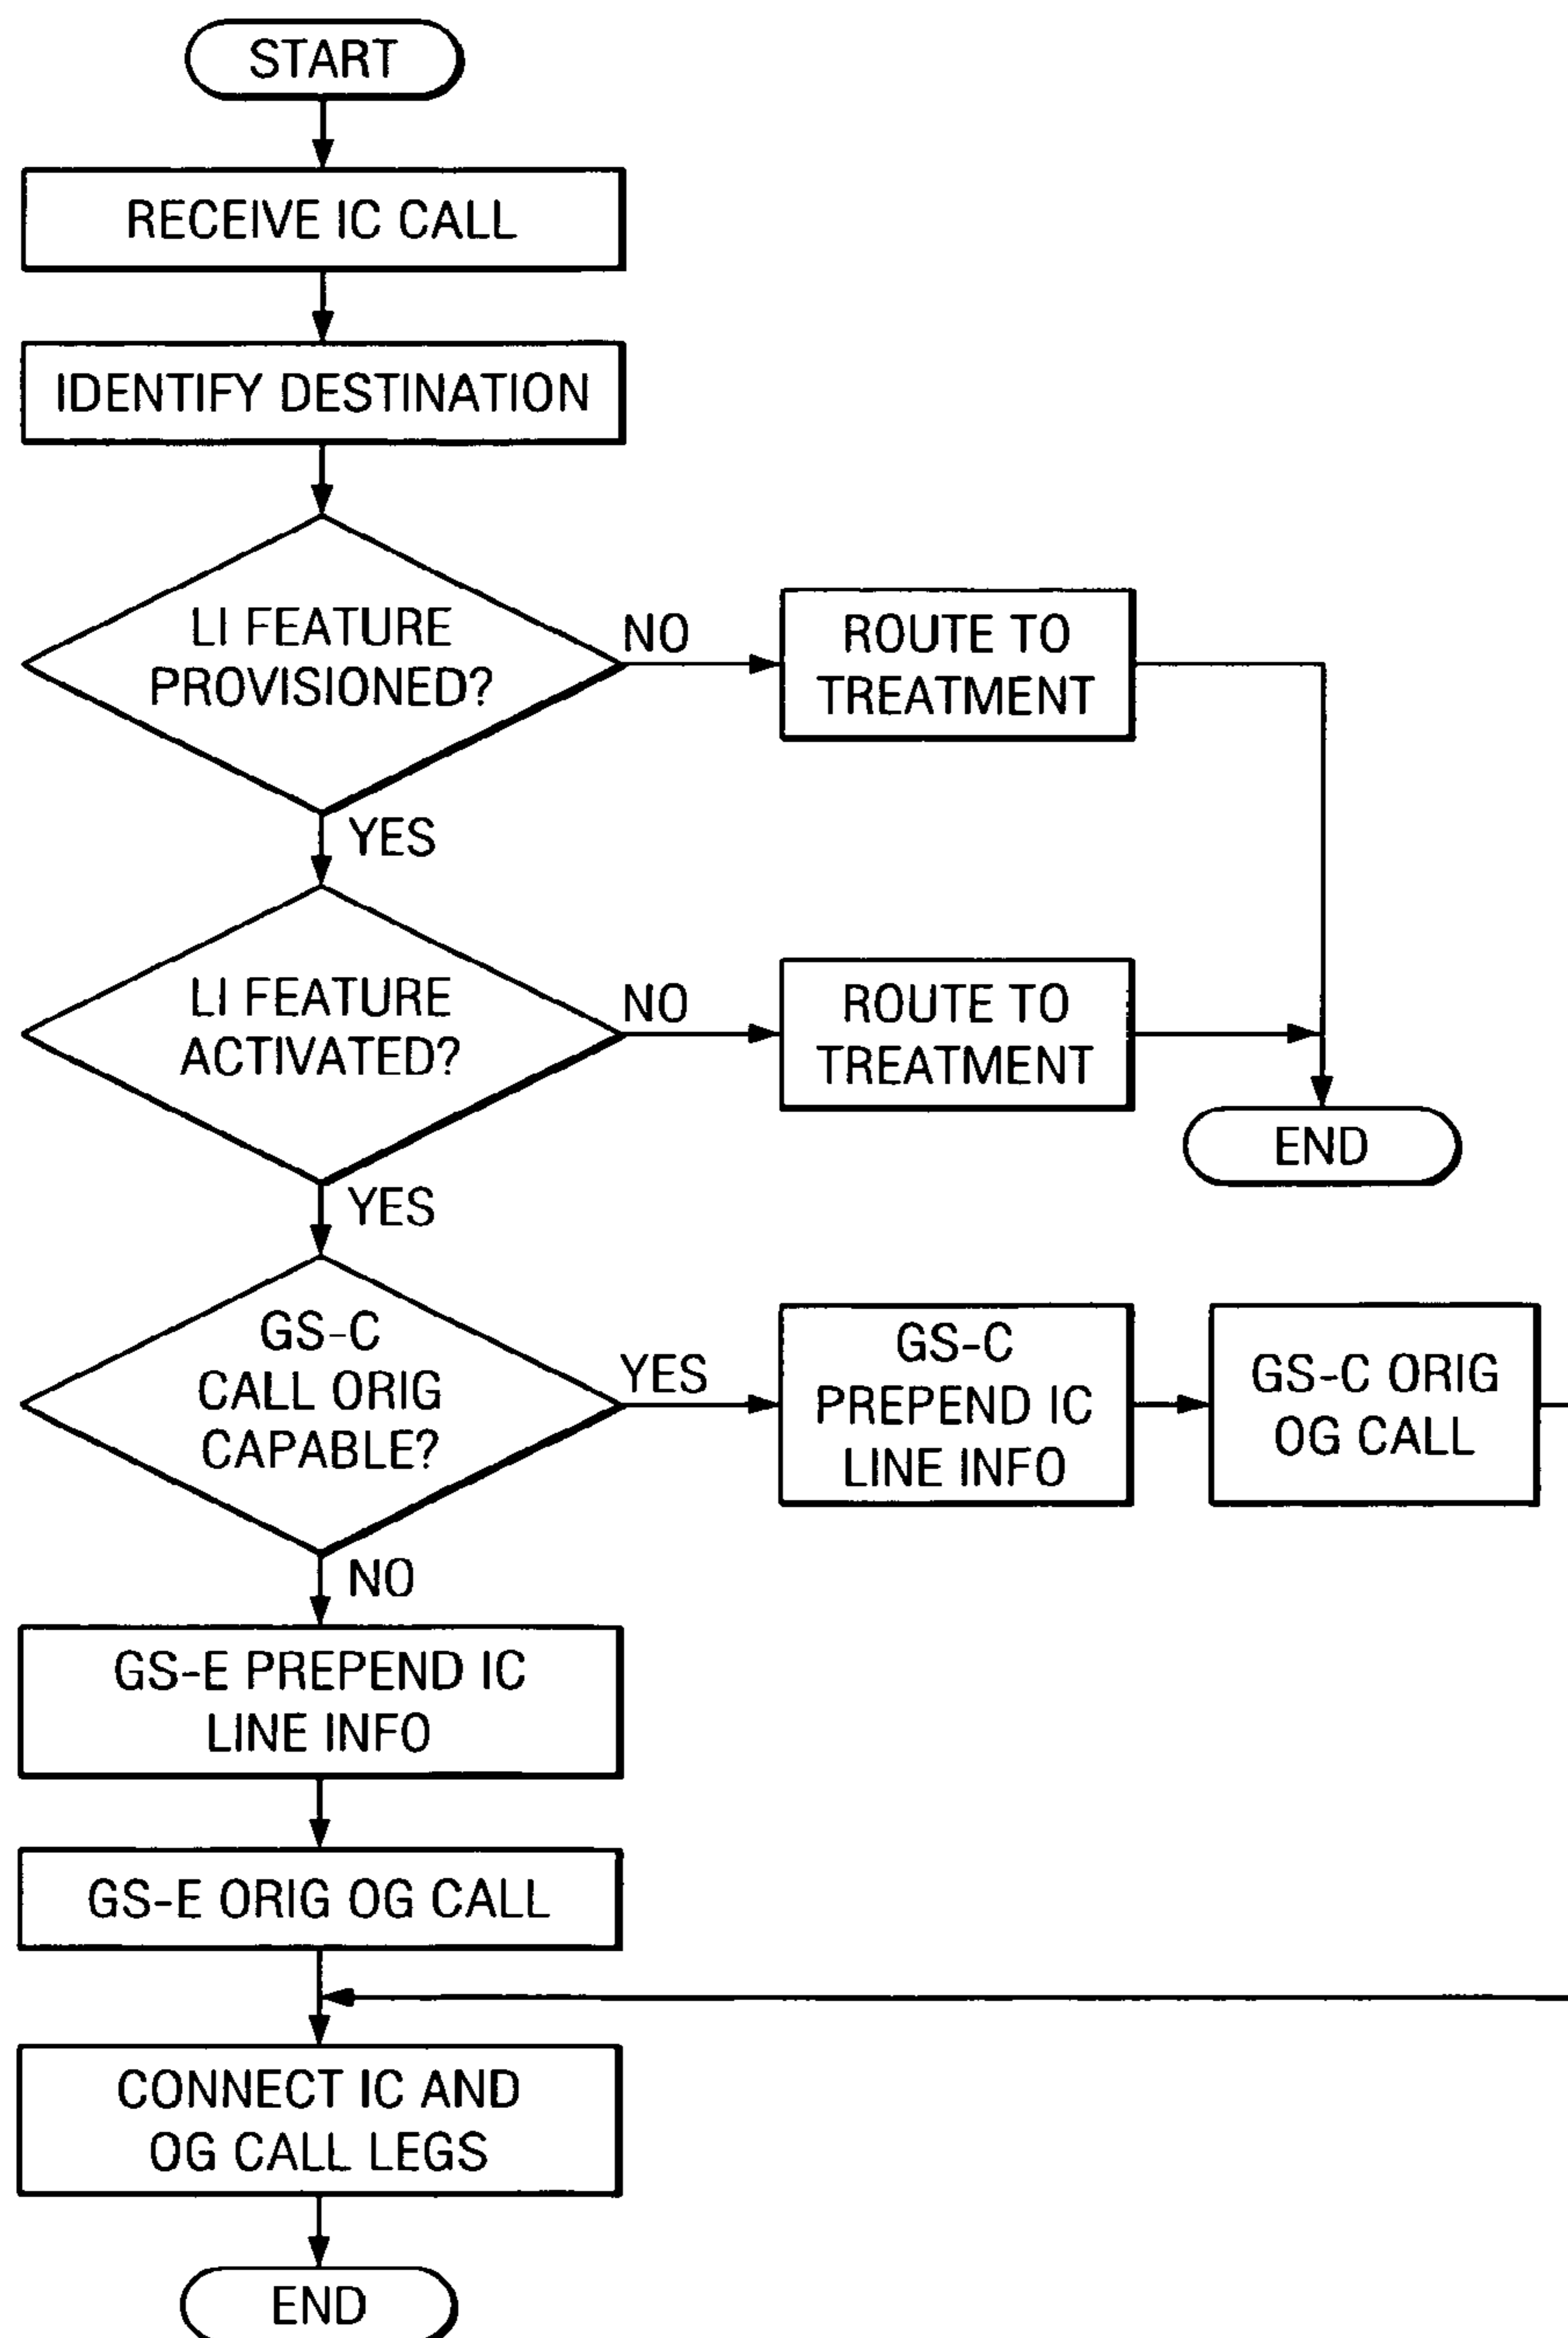 START
RECEIVE IC CALL
IDENTIFY DESTINATION
LI FEATURE
PROVISIONED?
NO
ROUTE TO
TREATMENT
YES
LI FEATURE
ACTIVATED?
NO
ROUTE TO
TREATMENT
END
YES
GS-C
CALL ORIG
CAPABLE?
YES
GS-C
PREPEND IC
LINE INFO
GS-C ORIG
OG CALL
NO
GS-E PREPEND IC
LINE INFO
GS-E ORIG OG CALL
CONNECT IC AND
OG CALL LEGS
END